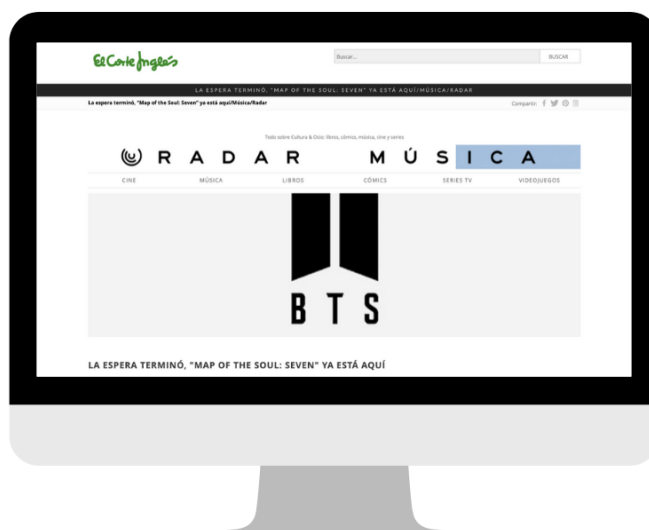 El Corte Inglés
Buscar... BUSCAR
LA ESPERA TERMINÓ, "MAP OF THE SOUL: SEVEN" YA ESTÁ AQUÍ/MÚSICA/RADAR
La espera terminó, "Map of the Soul: Seven" ya está aquí/Música/Radar Compartir:
Todo sobre Cultura & Ocio: libros, cómics, música, cine y series
RADAR MÚSICA
CINE MÚSICA LIBROS CÓMICS SERIES TV VIDEOJUEGOS
BTS
LA ESPERA TERMINÓ, "MAP OF THE SOUL: SEVEN" YA ESTÁ AQUÍ